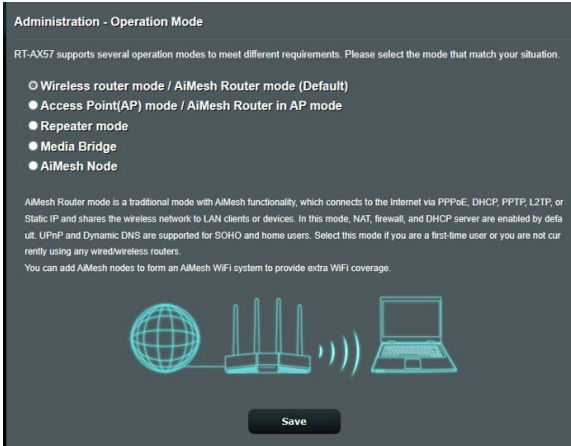 Administration - Operation Mode
RT-AX57 supports several operation modes to meet different requirements. Please select the mode that match your situation.
Wireless router mode / AiMesh Router mode (Default)
Access Point(AP) mode / AiMesh Router in AP mode
Repeater mode
Media Bridge
AiMesh Node
AiMesh Router mode is a traditional mode with AiMesh functionality, which connects to the Internet via PPPoE, DHCP, PPTP, L2TP, or
Static IP and shares the wireless network to LAN clients or devices. In this mode, NAT, firewall, and DHCP server are enabled by defa
ult. UPnP and Dynamic DNS are supported for SOHO and home users. Select this mode if you are a first-time user or you are not cur
rently using any wired/wireless routers.
You can add AiMesh nodes to form an AiMesh WiFi system to provide extra WiFi coverage.
Save